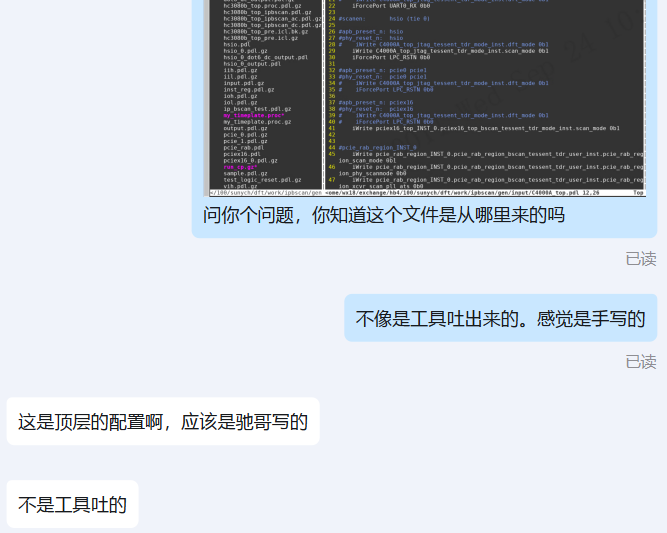 hc3080b_top.proc.pdl.gz
hc3080b_top_ipbscan.pdl.gz
hc3080b_top_ipbscan_ac.pdl.gz
hc3080b_top_ipbscan_dc.pdl.gz
hc3080b_top_pre.icl.bk.gz
hc3080b_top_pre.icl.gz
hsio.pdl
hsio_0.pdl.gz
hsio_0_dot6_dc_output.pdl
hsio_0_output.pdl
iih.pdl.gz
iil.pdl.gz
input.pdl.gz
inst_reg.pdl.gz
ioh.pdl.gz
iol.pdl.gz
ip_bscan_test.pdl.gz
my_timeplate.proc*
my_timeplate.proc.gz
output.pdl.gz
pcie_0.pdl.gz
pcie_1.pdl.gz
pcie_rab.pdl
pciex16.pdl
pciex16_0.pdl.gz
sample.pdl.gz
test_logic_reset.pdl.gz
vih.pdl.gz
22 iForcePort UART0_RX 0b0
23
24 #scanen: hsio (tie 0)
25
26 #apb_preset_n: hsio
27 #phy_reset_n: hsio
28 # iWrite C4000A_top_jtag_tessent_tdr_mode_inst.dft_mode 0b1
29 iWrite C4000A_top_jtag_tessent_tdr_mode_inst.scan_mode 0b1
30 iForcePort LPC_RSTN 0b0
31
32 #apb_preset_n: pcie0 pcie1
33 #phy_reset_n: pcie0 pcie1
34 # iWrite C4000A_top_jtag_tessent_tdr_mode_inst.dft_mode 0b1
35 # iForcePort LPC_RSTN 0b0
36
37 #apb_preset_n: pciex16
38 #phy_reset_n: pciex16
39 # iWrite C4000A_top_jtag_tessent_tdr_mode_inst.dft_mode 0b1
40 # iForcePort LPC_RSTN 0b0
41 iWrite pciex16_top_INST_0.pciex16_top_bscan_tessent_tdr_mode_inst.scan_mode 0b1
42
43
44 #pcie_rab_region_INST_0
45 iWrite pcie_rab_region_INST_0.pcie_rab_region_bscan_tessent_tdr_user_inst.pcie_rab_reg
ion_scan_mode 0b1
46 iWrite pcie_rab_region_INST_0.pcie_rab_region_bscan_tessent_tdr_user_inst.pcie_rab_reg
ion_phy_scanmode 0b0
47 iWrite pcie_rab_region_INST_0.pcie_rab_region_bscan_tessent_tdr_user_inst.pcie_rab_reg
ion_xcvr_scan_pll_ats 0b0
</100/sunych/dft/work/ipbscan/gen <ome/wx18/exchange/hb4/100/sunych/dft/work/ipbscan/gen/input/C4000A_top.pdl 12,26 Top
问你个问题，你知道这个文件是从哪里来的吗
已读
不像是工具吐出来的。感觉是手写的
已读
这是顶层的配置啊，应该是驰哥写的
不是工具吐的